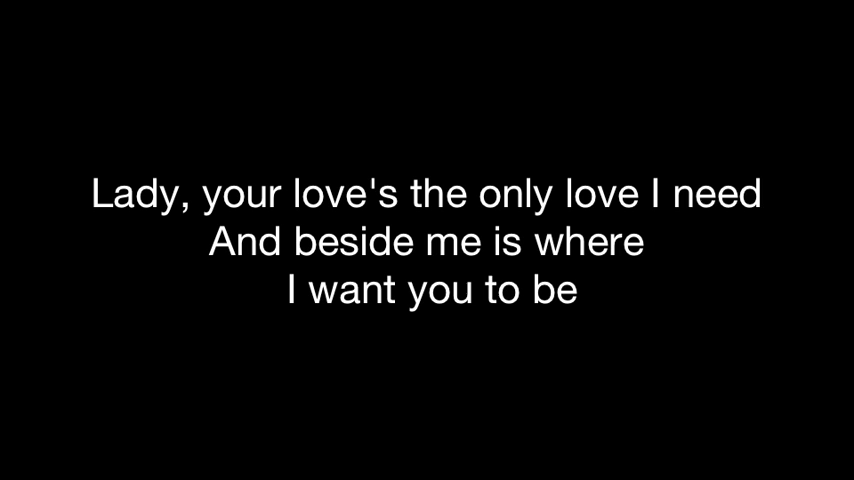 Lady, your love's the only love I need
And beside me is where
I want you to be